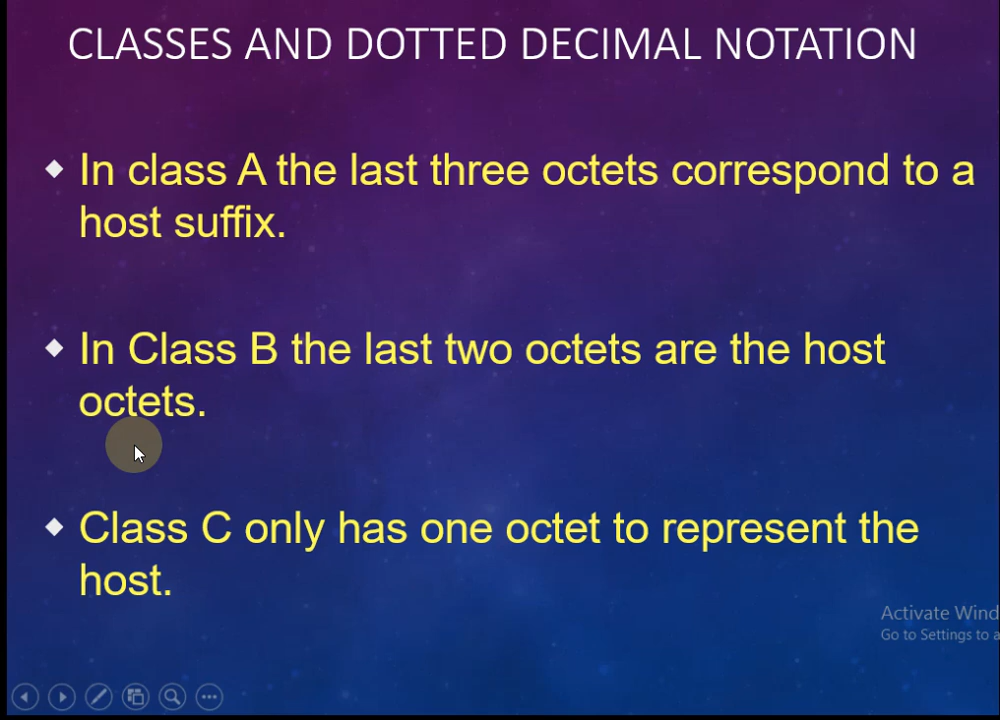 CLASSES AND DOTTED DECIMAL NOTATION
In class A the last three octets correspond to a
host suffix.
In Class B the last two octets are the host
octets.
Class C only has one octet to represent the
host.
Activate Wind
Go to Settings to a